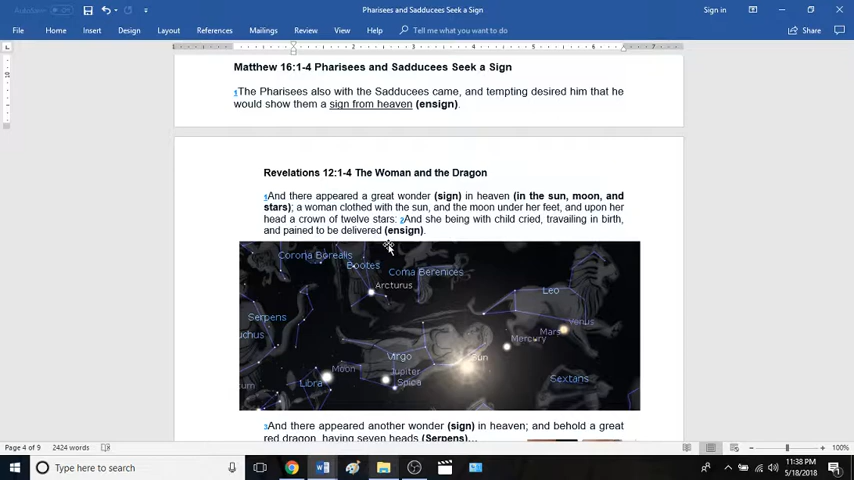 AutoSave
Pharisees and Sadducees Seek a Sign
Sign in
File Home Insert Design Layout References Mailings Review View Help Tell me what you want to do Share
Matthew 16:1-4 Pharisees and Sadducees Seek a Sign
1The Pharisees also with the Sadducees came, and tempting desired him that he
would show them a sign from heaven (ensign).
Revelations 12:1-4 The Woman and the Dragon
1And there appeared a great wonder (sign) in heaven (in the sun, moon, and
stars); a woman clothed with the sun, and the moon under her feet, and upon her
head a crown of twelve stars: 2And she being with child cried, travailing in birth,
and pained to be delivered (ensign).
Corona Borealis
Bootes
Coma Berenices
Arcturus
Leo
Serpens
Venus
Mars
uchus
Mercury
Virgo
Sun
Moon
Jupiter
Libra
Spica
Sextans
3And there appeared another wonder (sign) in heaven; and behold a great
red dragon, having seven heads (Serpens)...
Page 4 of 9 2424 words
100%
Type here to search
11:38 PM
5/18/2018